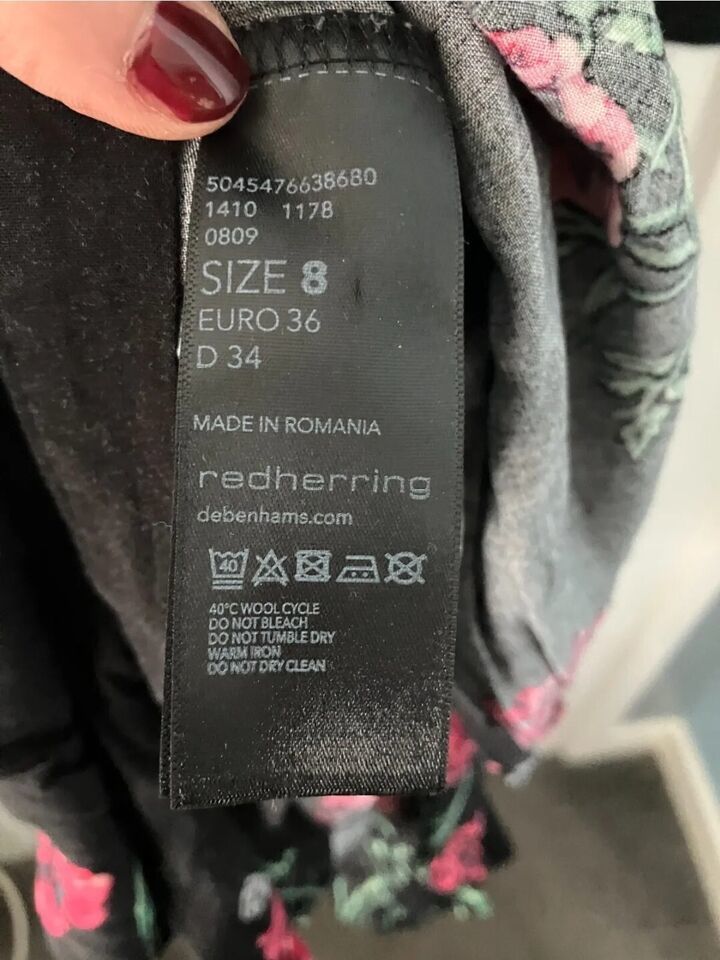 5045476638680
1410 1178
0809
SIZE 8
EURO 36
D 34
MADE IN ROMANIA
redherring
debenhams.com
40
40°C WOOL CYCLE
DO NOT BLEACH
DO NOT TUMBLE DRY
WARM IRON
DO NOT DRY CLEAN